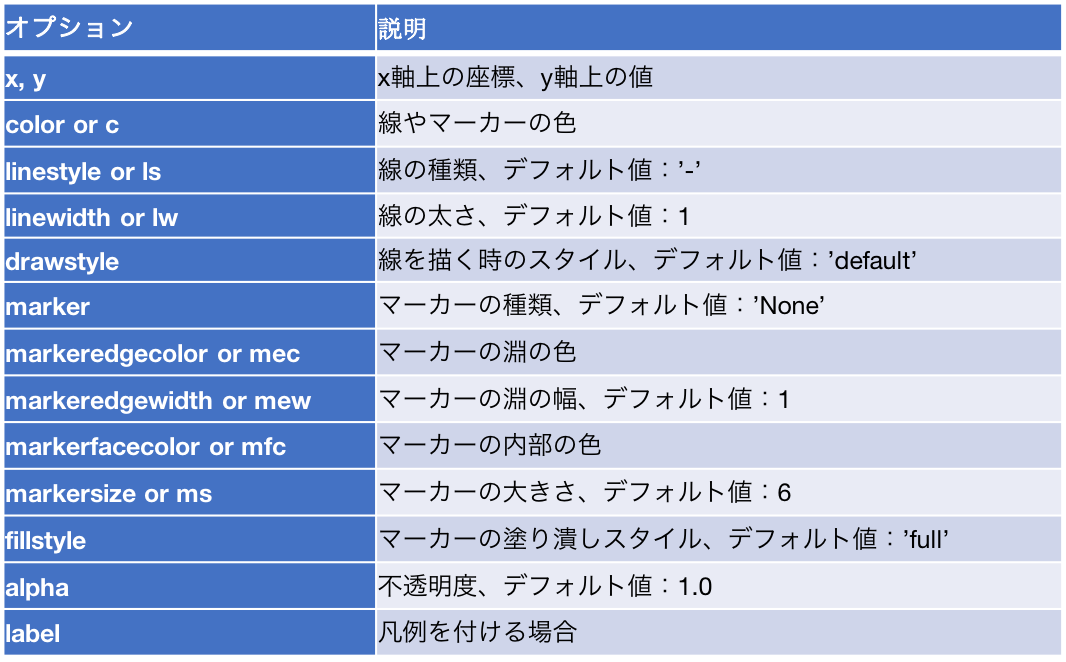 オプション 説明
x, y x軸上の座標、y軸上の値
color or c 線やマーカーの色
linestyle or ls 線の種類、デフォルト値：’-’
linewidth or lw 線の太さ、デフォルト値：1
drawstyle 線を描く時のスタイル、デフォルト値：’default’
marker マーカーの種類、デフォルト値：’None’
markeredgecolor or mec マーカーの淵の色
markeredgewidth or mew マーカーの淵の幅、デフォルト値：1
markerfacecolor or mfc マーカーの内部の色
markersize or ms マーカーの大きさ、デフォルト値：6
fillstyle マーカーの塗り潰しスタイル、デフォルト値：’full’
alpha 不透明度、デフォルト値：1.0
label 凡例を付ける場合